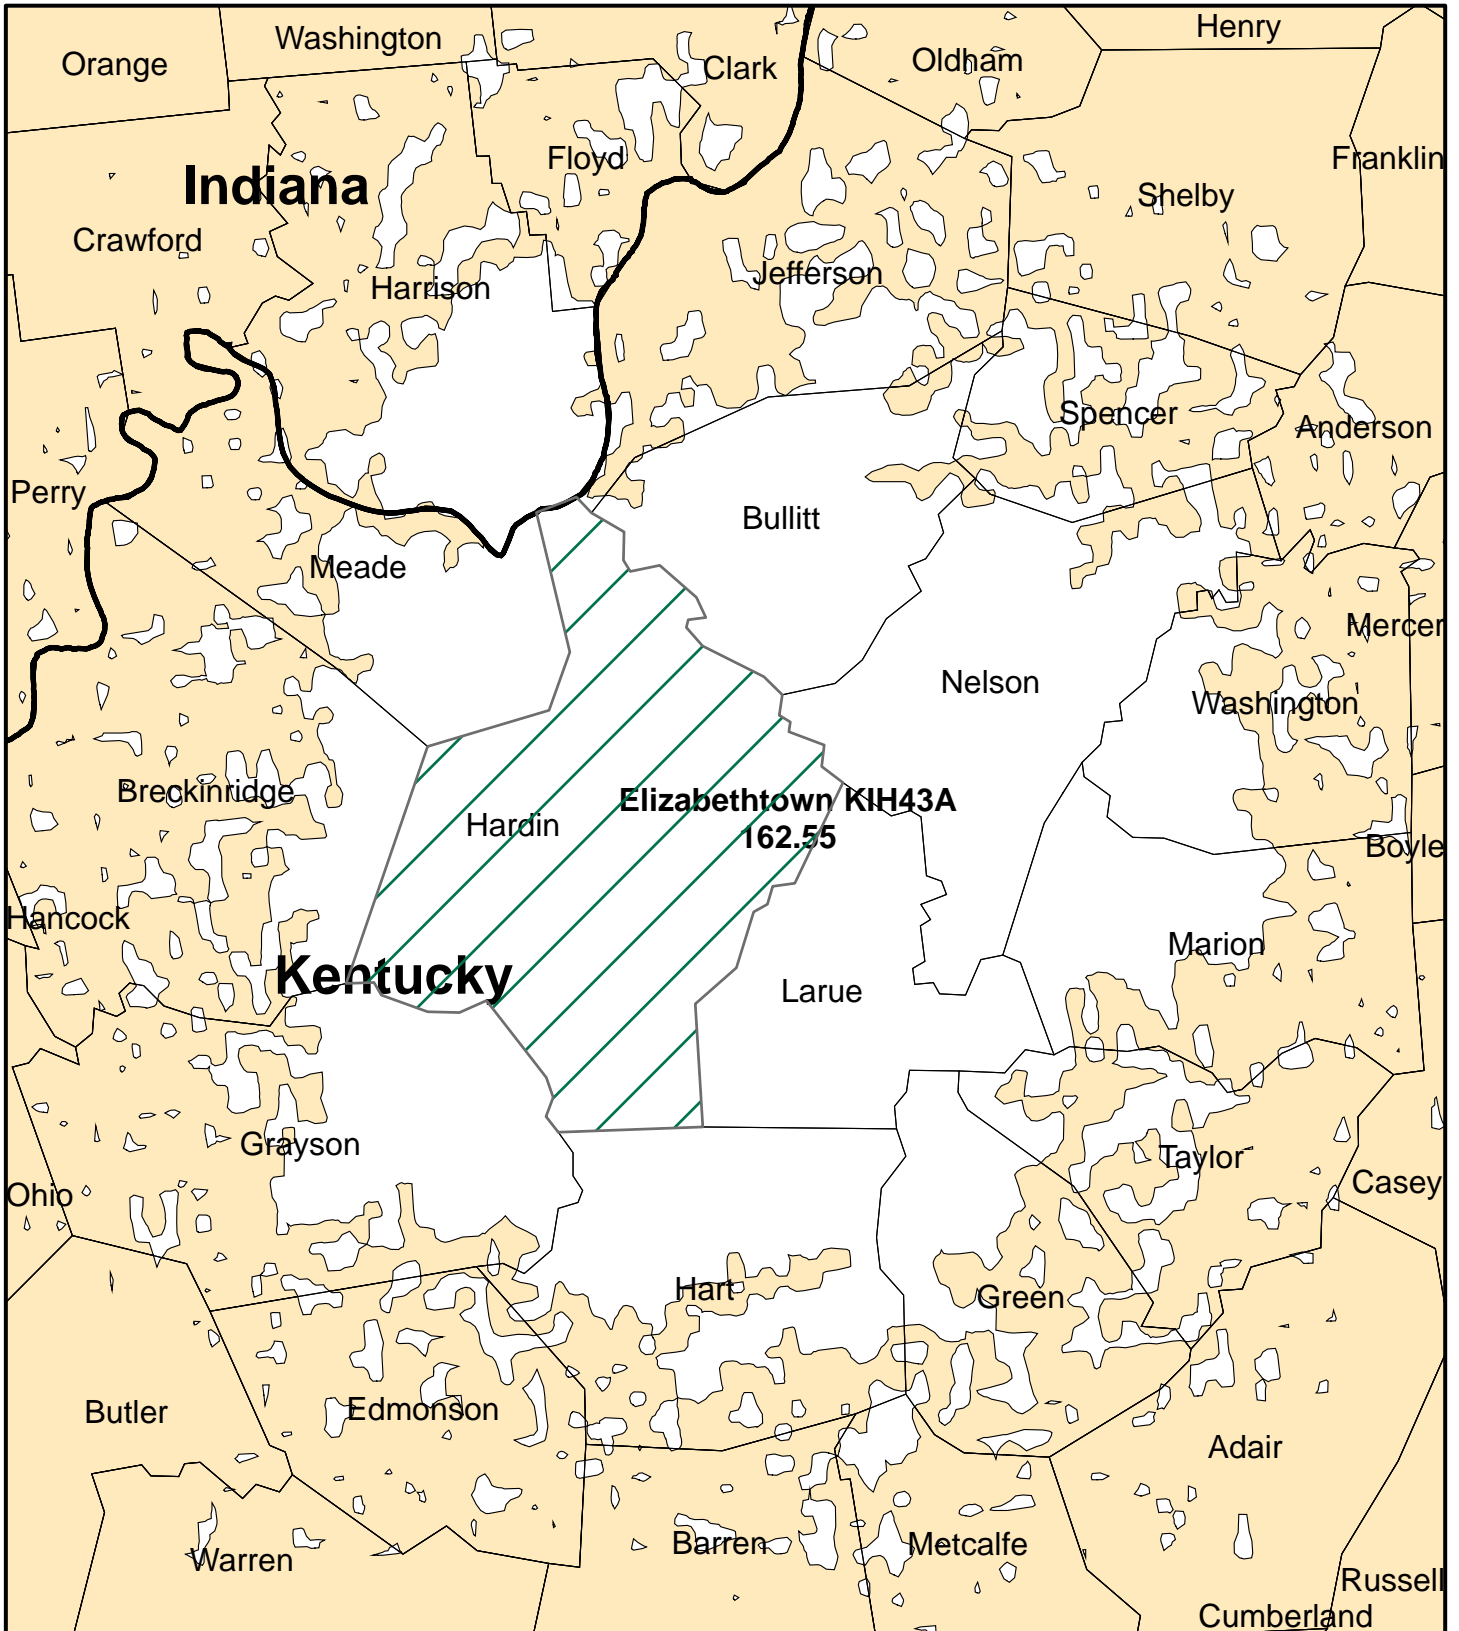 Henry
Washington
Orange
Clark
Oldham
Floyd
Franklin
Indiana
Shelby
Crawford
Jefferson
Harrison
Spencer
Anderson
Perry
Bullitt
Meade
Mercer
Nelson
Washington
Breckinridge
Elizabethtown KIH43A
162.55
Hardin
Boyle
Hancock
Marion
Kentucky
Larue
Grayson
Taylor
Casey
Ohio
Hart
Green
Butler
Edmonson
Adair
Barren
Metcalfe
Warren
Russell
Cumberland